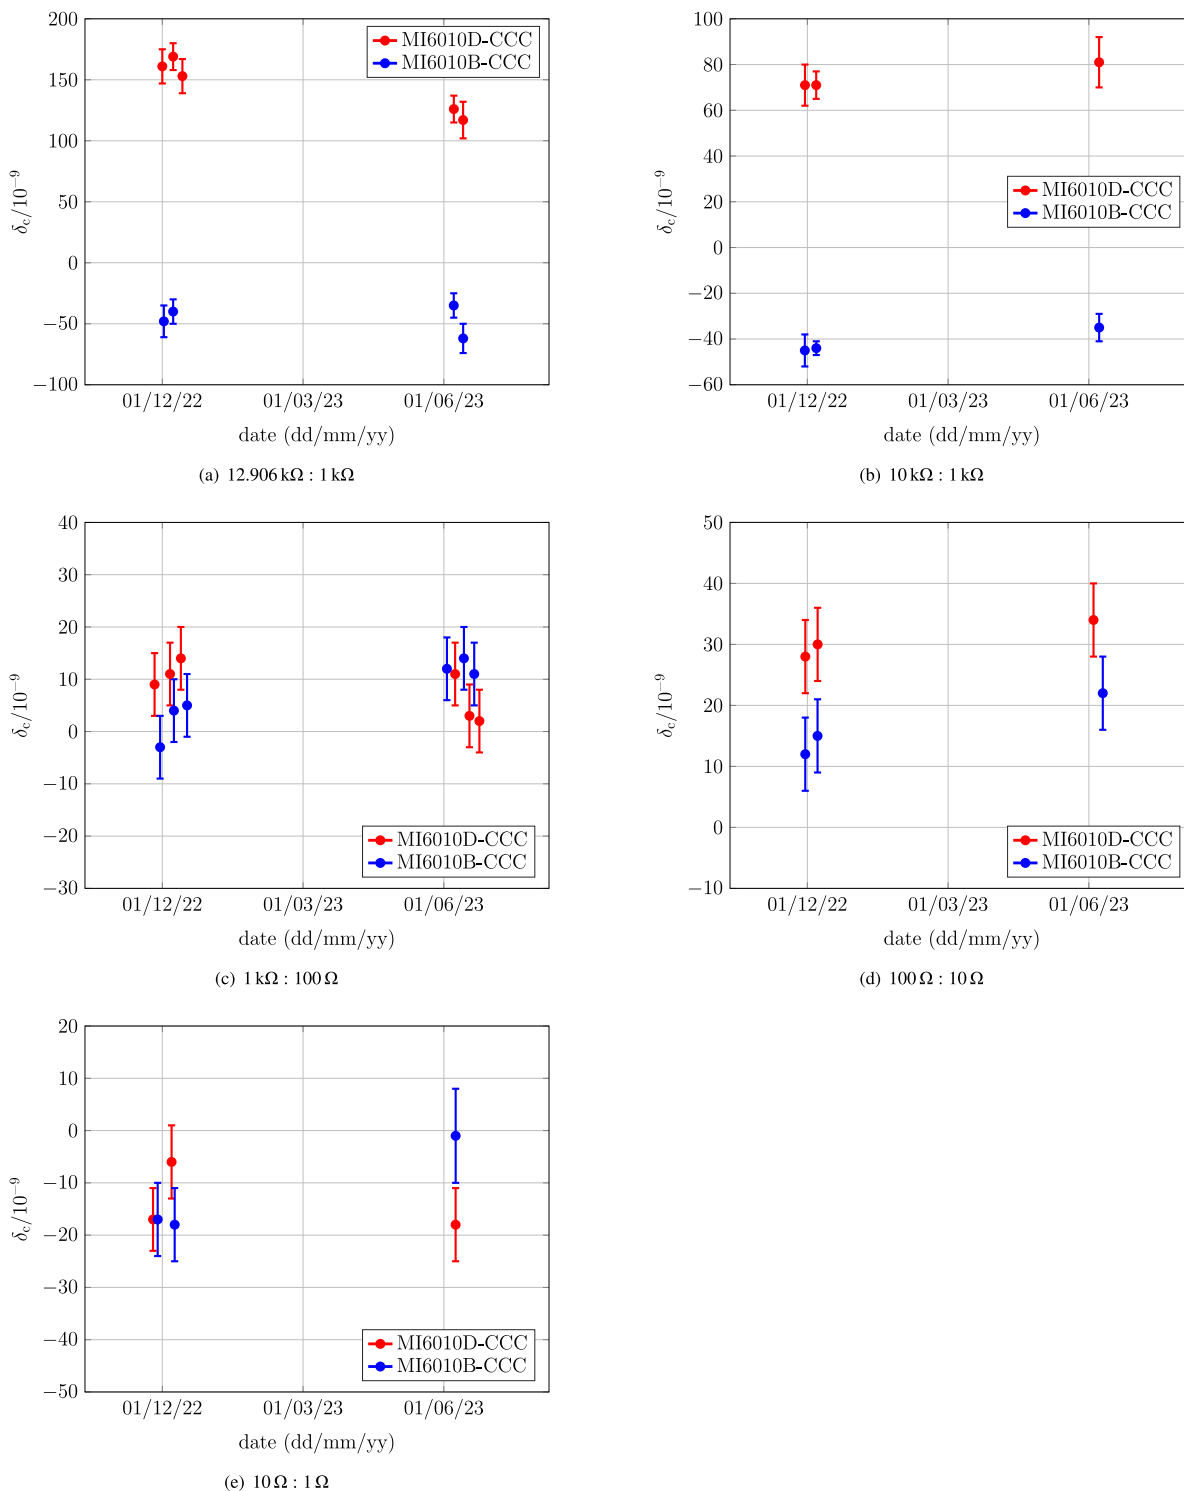 200
150
100
50
0
−50
−100
δc/10−9
MI6010D-CCC
MI6010B-CCC
01/12/22 01/03/23 01/06/23
date (dd/mm/yy)
(a) 12.906 kΩ : 1 kΩ
100
80
60
40
20
0
−20
−40
−60
δc/10−9
MI6010D-CCC
MI6010B-CCC
01/12/22 01/03/23 01/06/23
date (dd/mm/yy)
(b) 10 kΩ : 1 kΩ
40
30
20
10
0
−10
−20
−30
δc/10−9
MI6010D-CCC
MI6010B-CCC
01/12/22 01/03/23 01/06/23
date (dd/mm/yy)
(c) 1 kΩ : 100 Ω
50
40
30
20
10
0
−10
δc/10−9
MI6010D-CCC
MI6010B-CCC
01/12/22 01/03/23 01/06/23
date (dd/mm/yy)
(d) 100 Ω : 10 Ω
20
10
0
−10
−20
−30
−40
−50
δc/10−9
MI6010D-CCC
MI6010B-CCC
01/12/22 01/03/23 01/06/23
date (dd/mm/yy)
(e) 10 Ω : 1 Ω